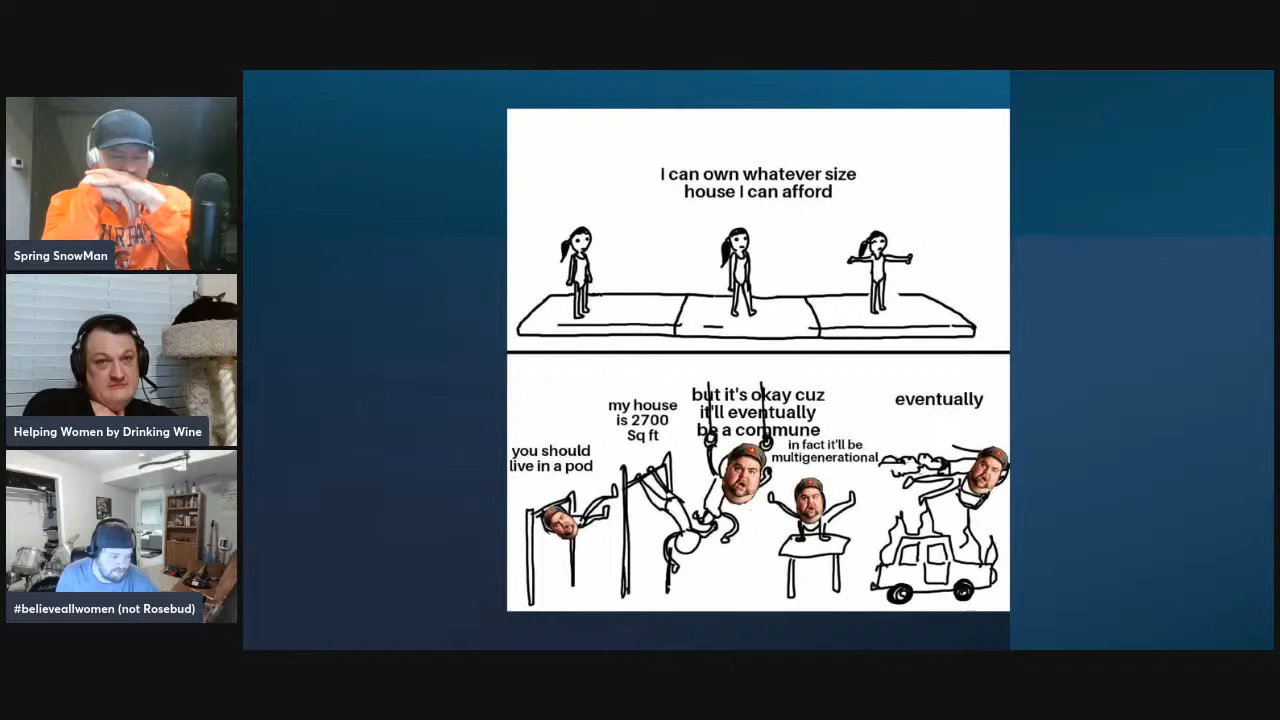 Spring SnowMan
Helping Women by Drinking Wine
#believeallwomen (not Rosebud)
I can own whatever size
house I can afford
you should
live in a pod
my house
is 2700
Sq ft
but it's okay cuz
it'll eventually
be a commune
in fact it'll be
multigenerational
eventually